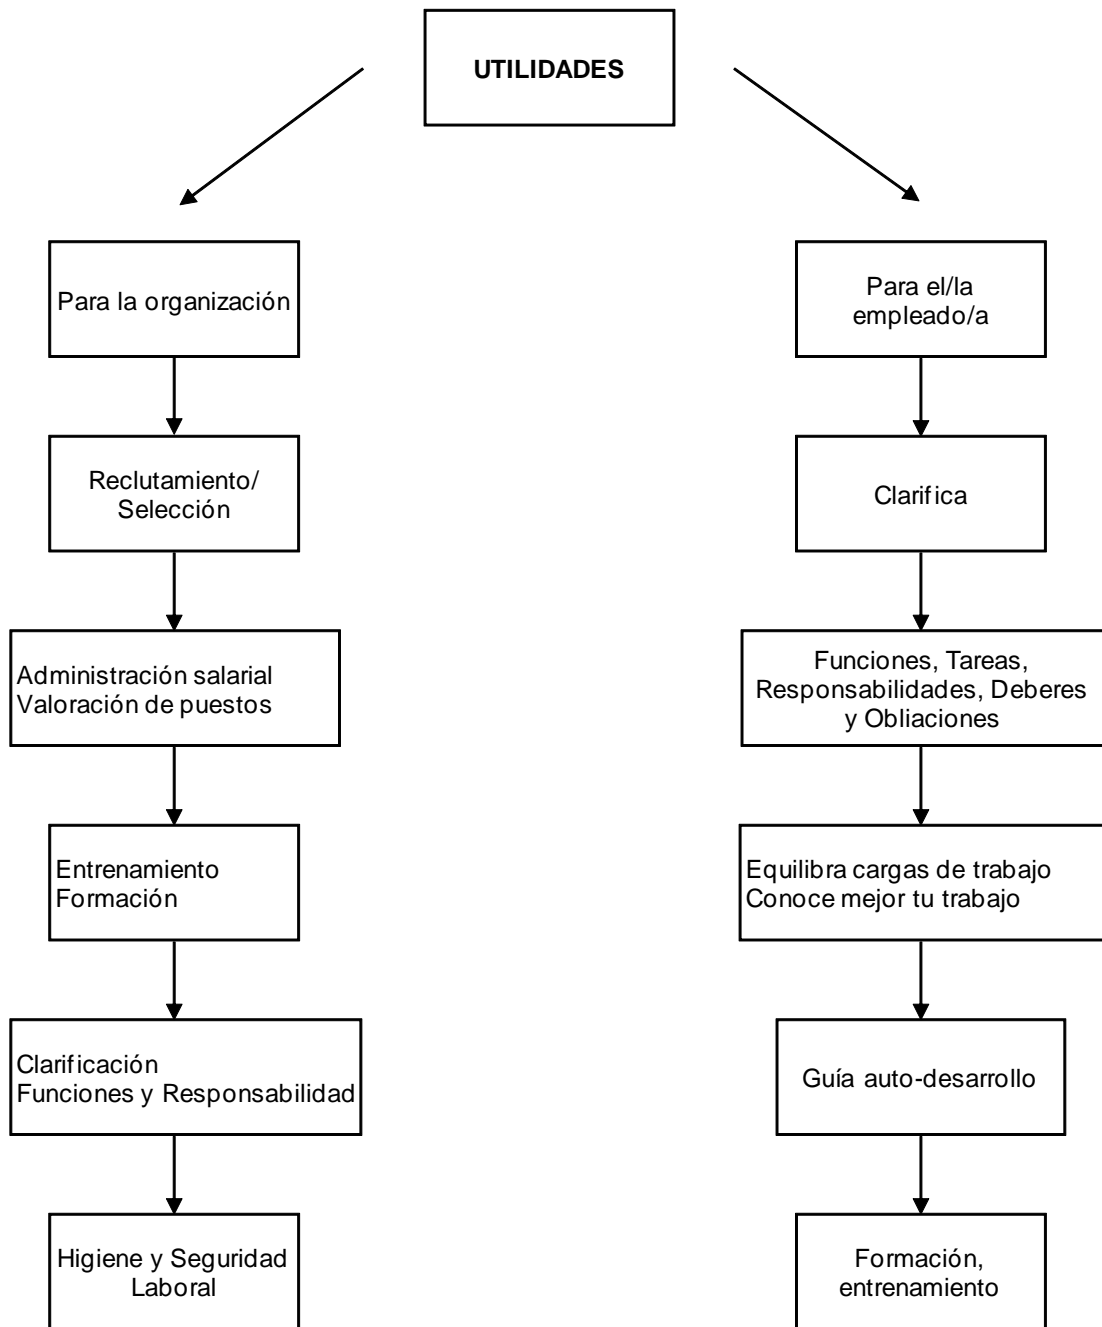 UTILIDADES
Para la organización
Reclutamiento/
Selección
Administración salarial
Valoración de puestos
Entrenamiento
Formación
Clarificación
Funciones y Responsabilidad
Higiene y Seguridad
Laboral
Para el/la
empleado/a
Clarifica
Funciones, Tareas,
Responsabilidades, Deberes
y Obliaciones
Equilibra cargas de trabajo
Conoce mejor tu trabajo
Guía auto-desarrollo
Formación,
entrenamiento